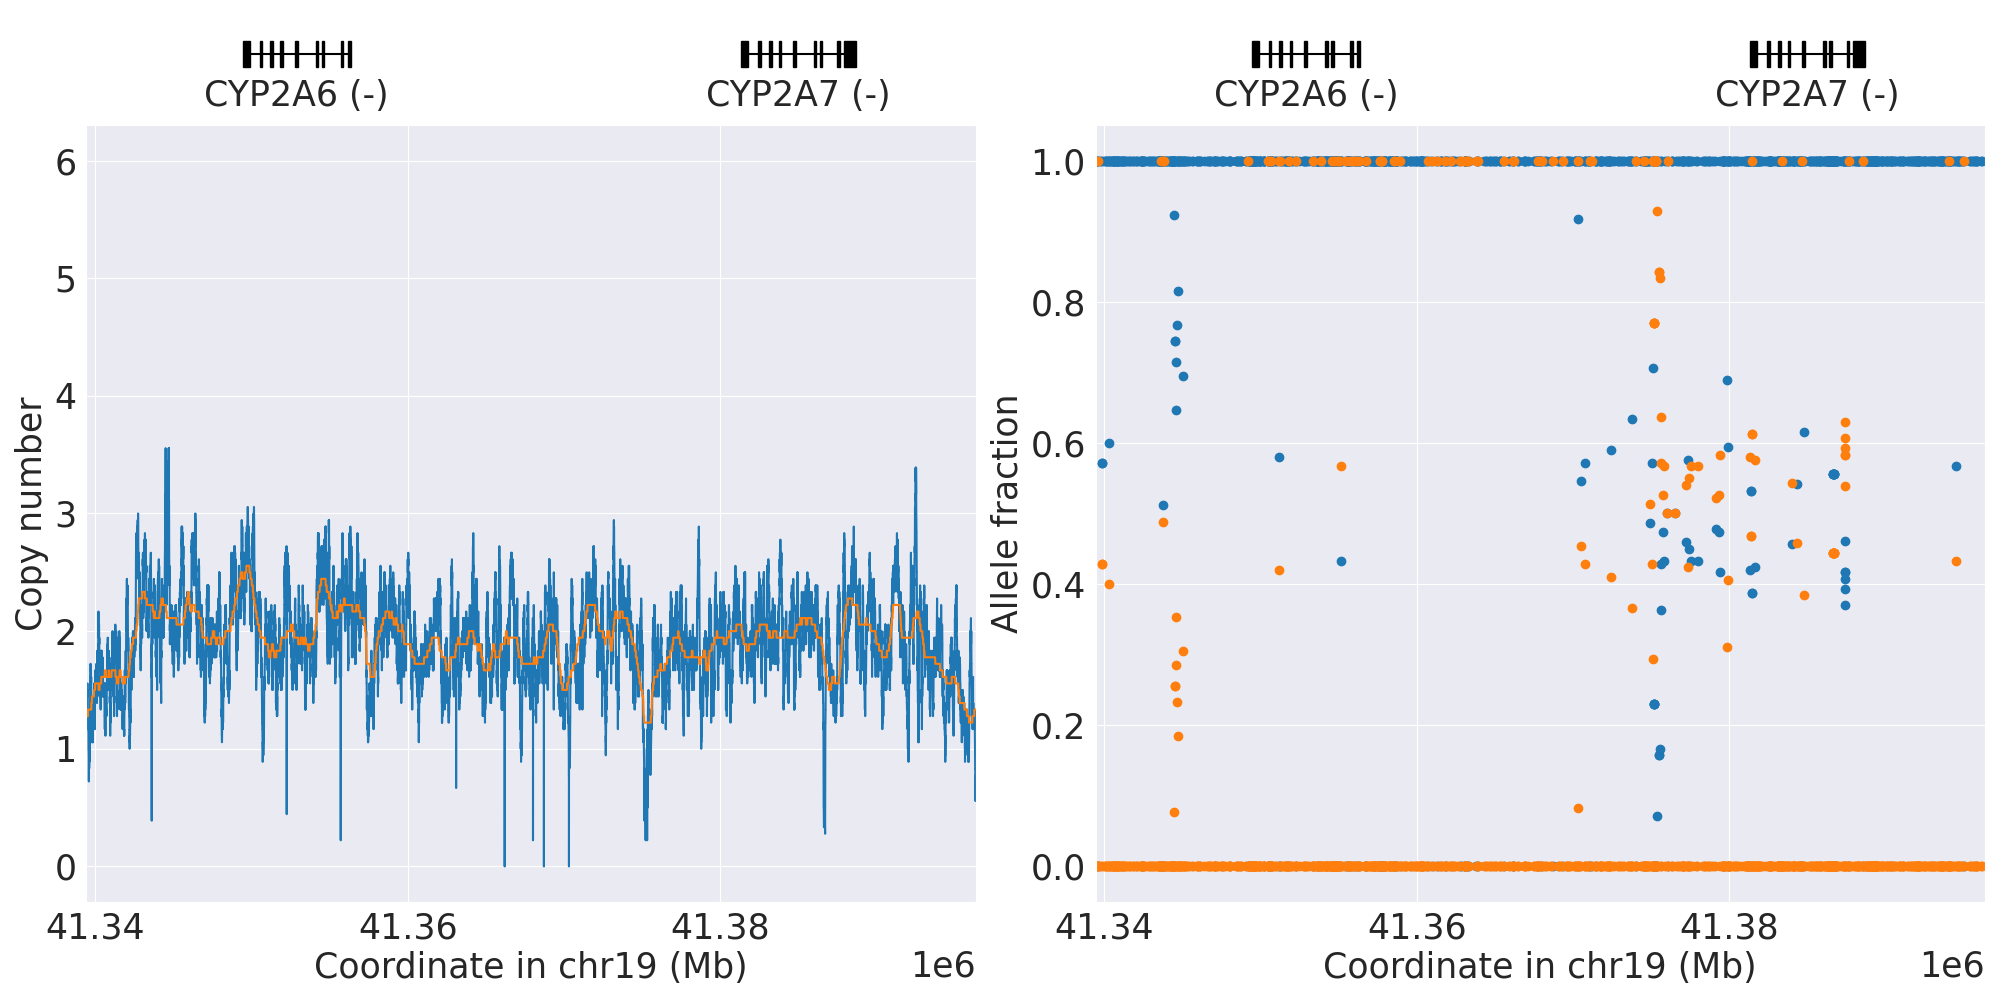 CYP2A6 (-)
CYP2A7 (-)
Copy number
6
5
4
3
2
1
0
41.34
41.36
41.38
Coordinate in chr19 (Mb)
1e6
CYP2A6 (-)
CYP2A7 (-)
Allele fraction
1.0
0.8
0.6
0.4
0.2
0.0
41.34
41.36
41.38
Coordinate in chr19 (Mb)
1e6